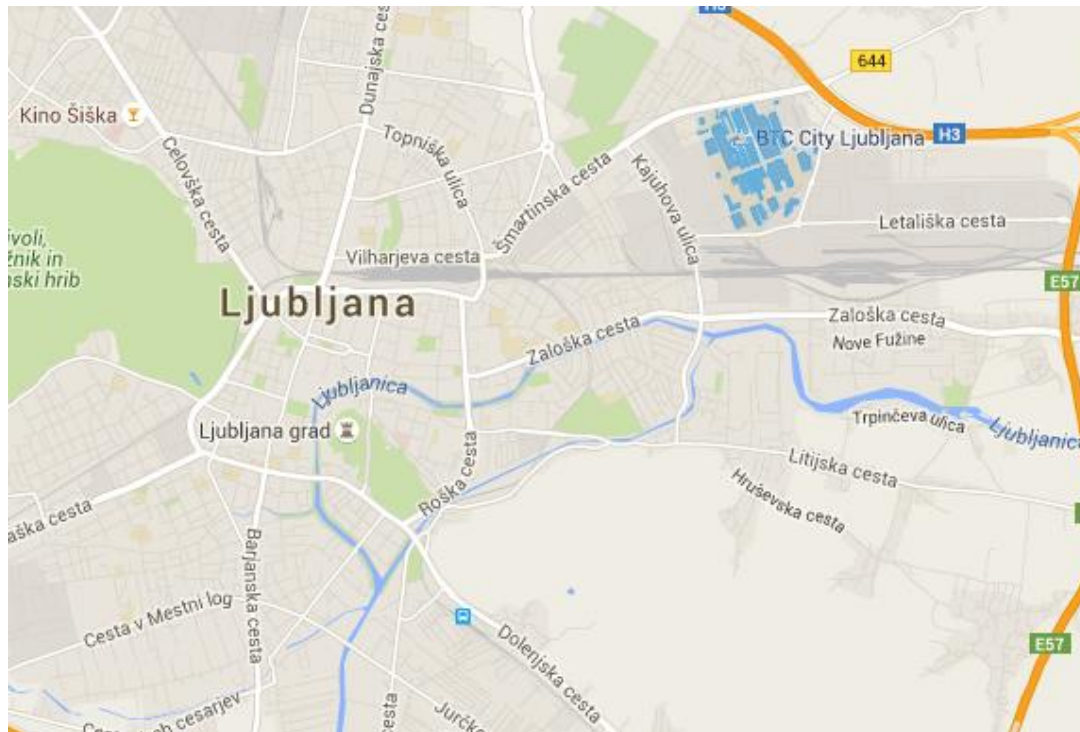 H3
Dunajska ces
644
Kino Šiška
Topniška ulica
BTC City Ljubljana
H3
Celovška cesta
Šmartinska cesta
Kajuhova ulica
Letališka cesta
ivoli,
žnik in
nski hrib
Vilharjeva cesta
E57
Ljubljana
Zaloška cesta
Zaloška cesta
Nove Fužine
Ljubljanica
Ljubljana grad
Trpinčeva ulica
Ljubljanica
Litijska cesta
Roška cesta
Hruševska cesta
aška cesta
Barjanska cesta
Cesta v Mestni log
Dolenjska cesta
E57
cesta
Jurčk
eh cesarjev